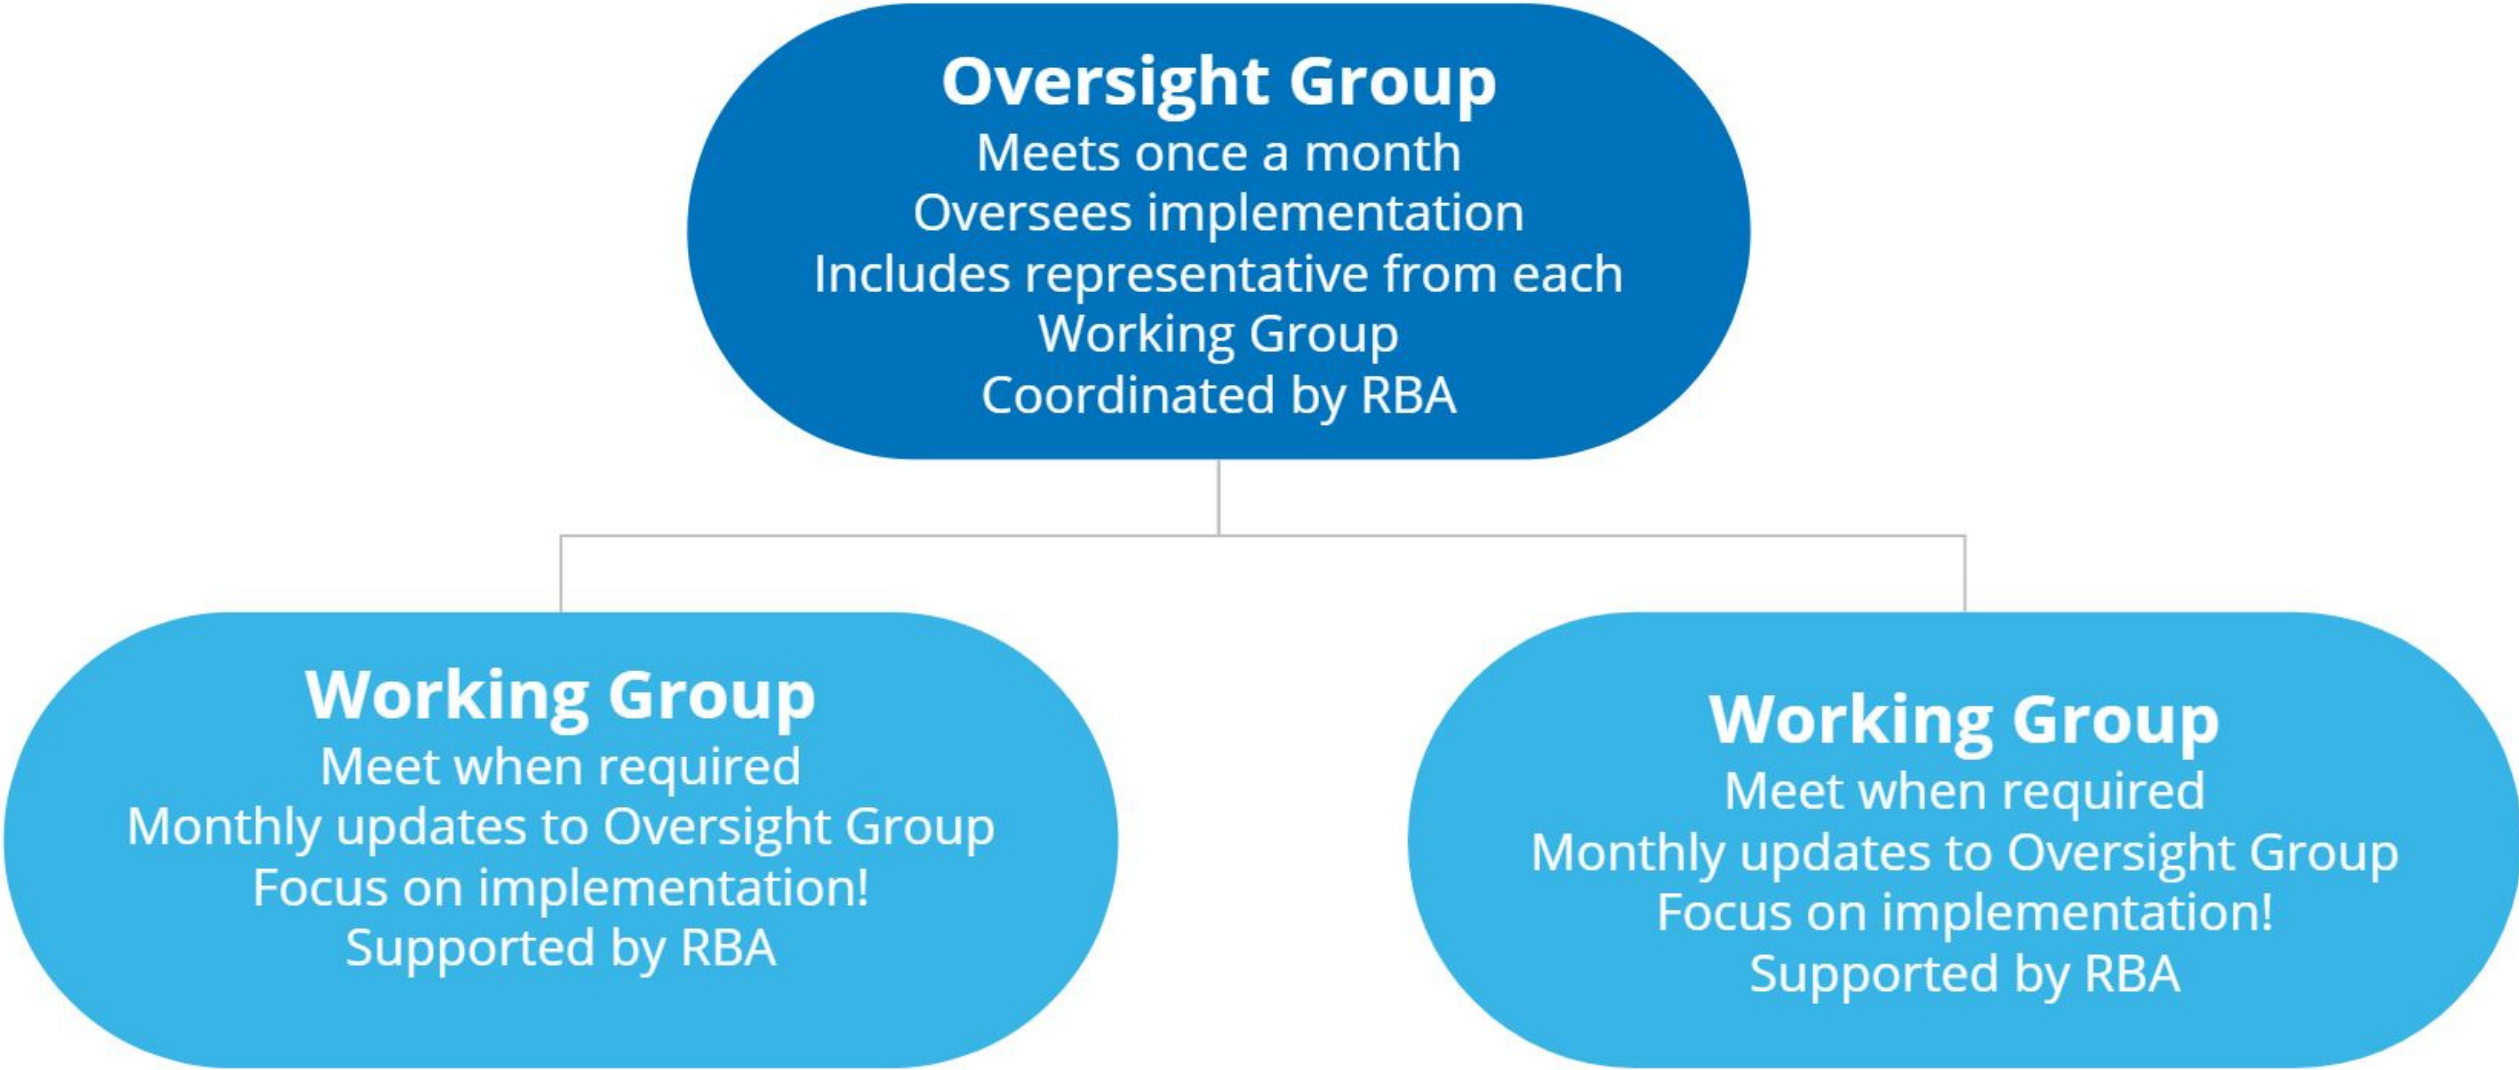 Oversight Group
Meets once a month
Oversees implementation
Includes representative from each
Working Group
Coordinated by RBA
Working Group
Meet when required
Monthly updates to Oversight Group
Focus on implementation!
Supported by RBA
Working Group
Meet when required
Monthly updates to Oversight Group
Focus on implementation!
Supported by RBA